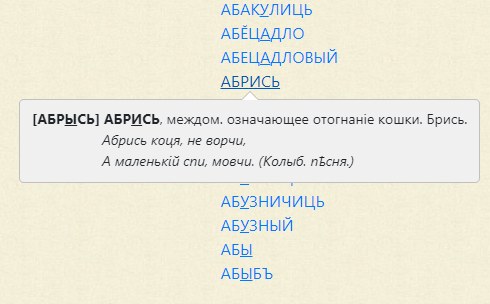 АБАКУЛИЦЬ
АБЁЦАДЛО
АБЕЦАДЛОВЫЙ
АБРИСЬ
[АБРЫСЬ] АБРИСЬ, междом. означающее отогнаніе кошки. Брись.
Абрись коця, не ворчи,
А маленькій спи, мовчи. (Колыб. пѣсня.)
АБУЗНИЧИЦЬ
АБУЗНЫЙ
АБЫ
АБЫБЪ